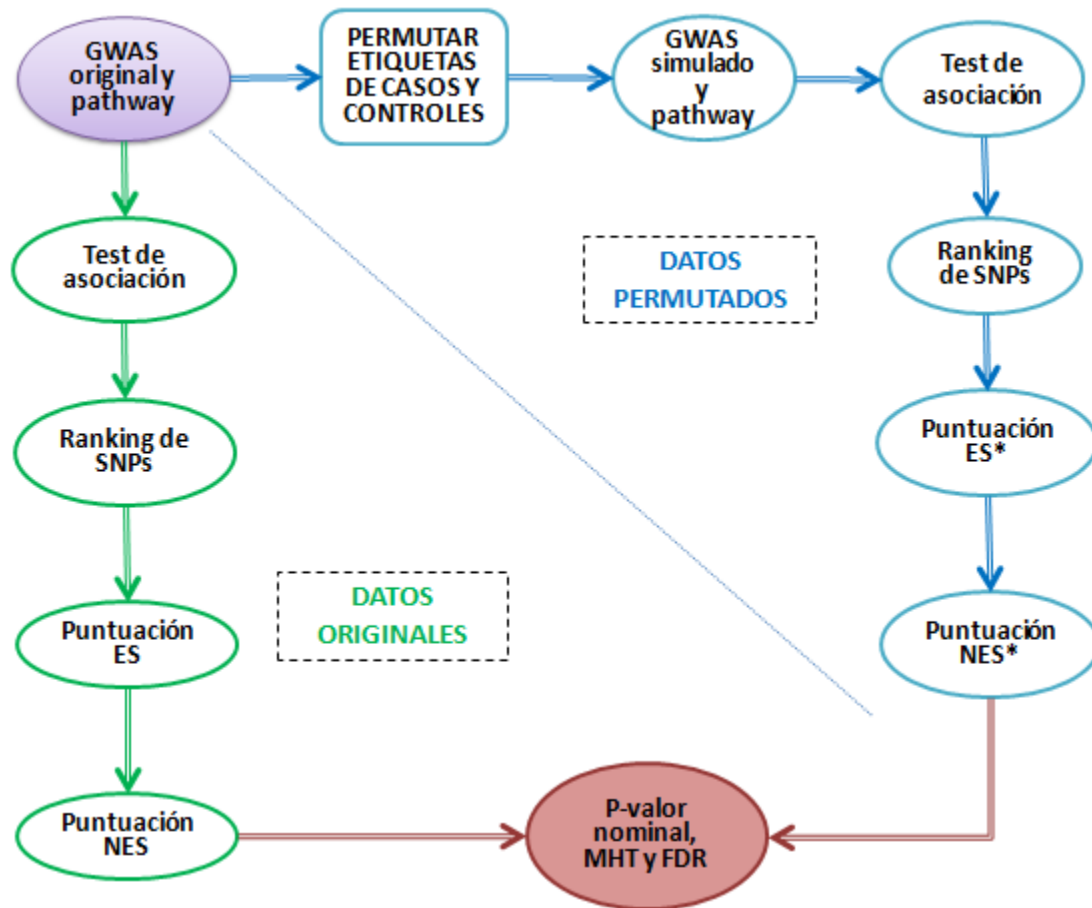 GWAS
original y
pathway
PERMUTAR
ETIQUETAS
DE CASOS Y
CONTROLES
GWAS
simulado
y
pathway
Test de
asociación
Test de
asociación
DATOS
PERMUTADOS
Ranking
de SNPs
Ranking de
SNPs
Puntuación
ES*
Puntuación
ES
DATOS
ORIGINALES
Puntuación
NES*
Puntuación
NES
P-valor
nominal,
MHT y FDR